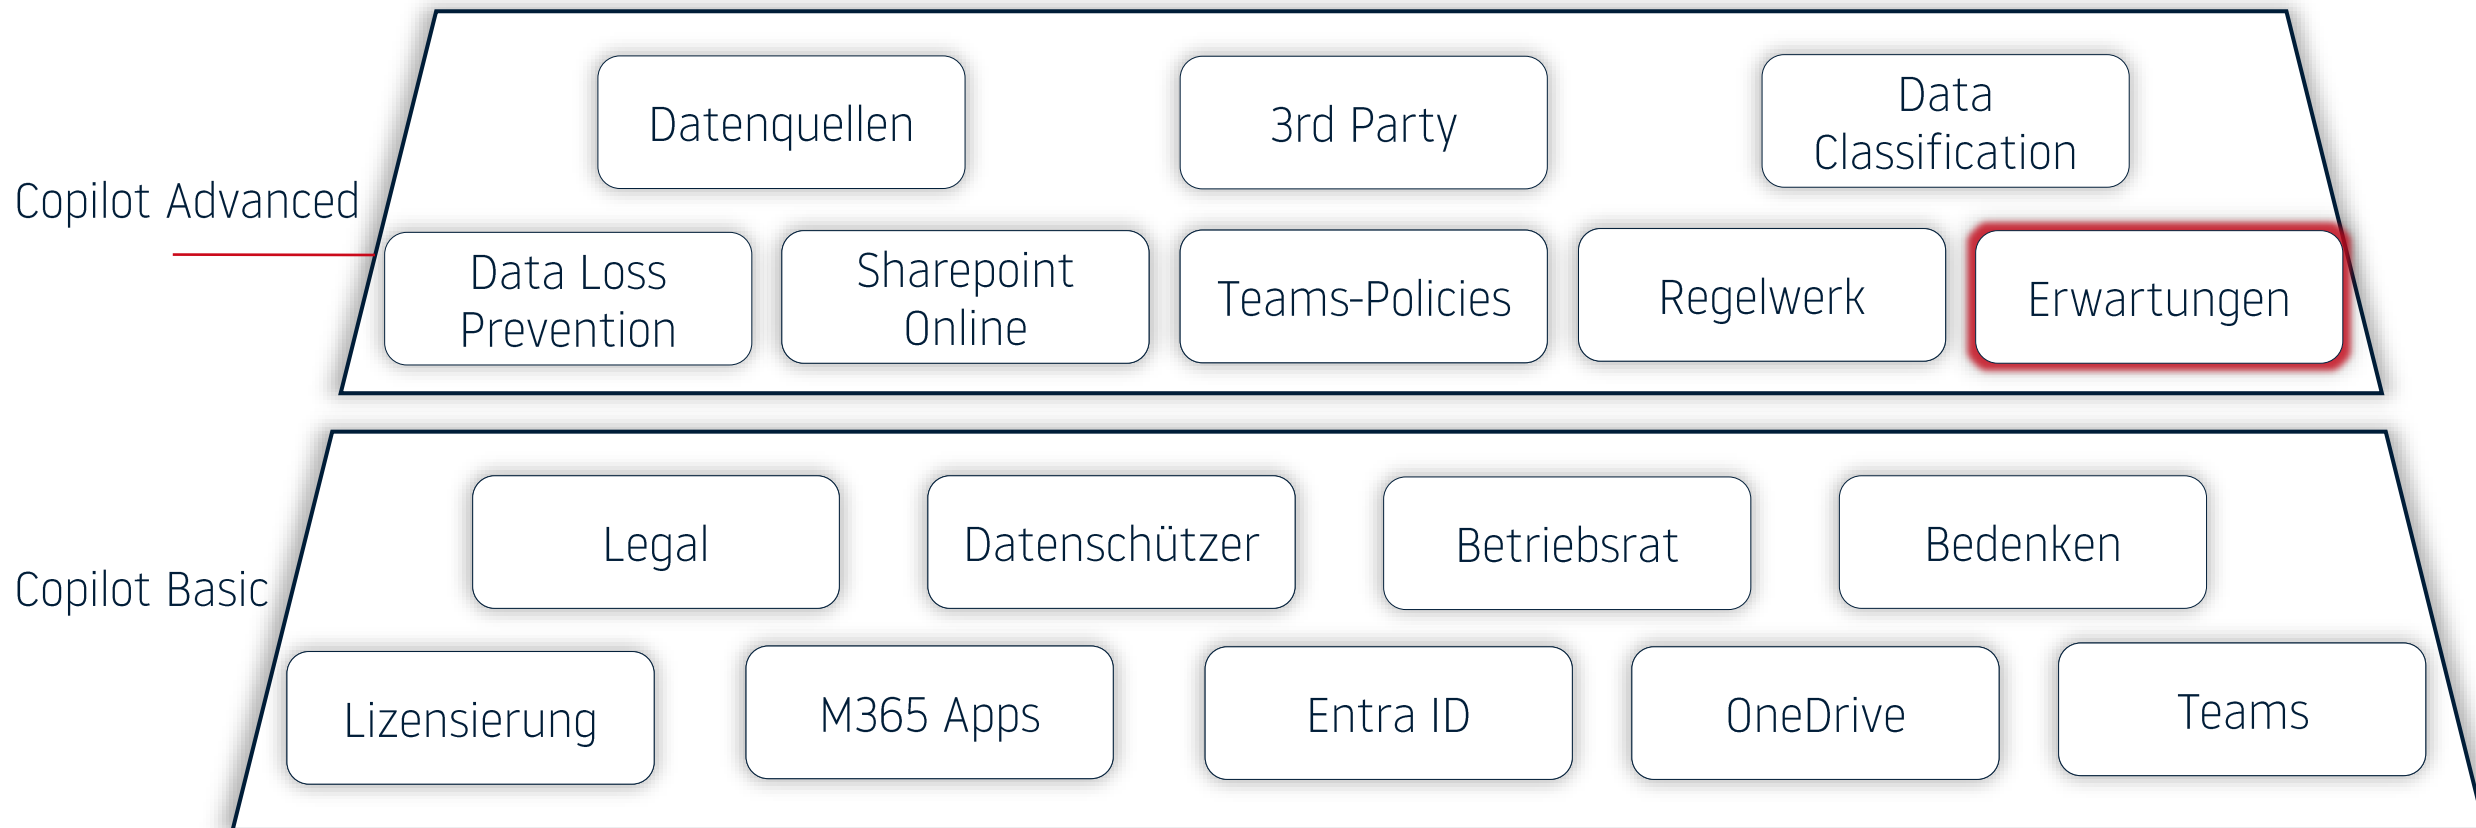 Datenquellen
3rd Party
Data
Classification
Copilot Advanced
Data Loss
Prevention
Sharepoint
Online
Teams-Policies
Regelwerk
Erwartungen
Legal
Datenschützer
Betriebsrat
Bedenken
Copilot Basic
Lizensierung
M365 Apps
Entra ID
OneDrive
Teams